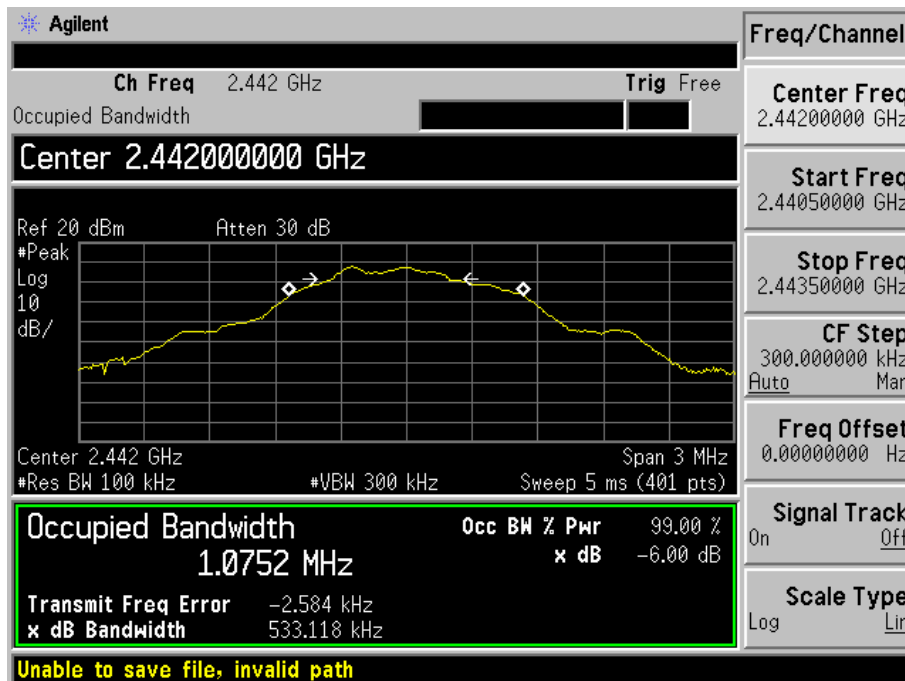 Agilent
Ch Freq 2.442 GHz Trig Free
Occupied Bandwidth
Center 2.442000000 GHz
Ref 20 dBm Atten 30 dB
#Peak
Log
10
dB/
Center 2.442 GHz Span 3 MHz
#Res BW 100 kHz #VBW 300 kHz Sweep 5 ms (401 pts)
Occupied Bandwidth
1.0752 MHz
Occ BW % Pwr 99.00 %
x dB -6.00 dB
Transmit Freq Error -2.584 kHz
x dB Bandwidth 533.118 kHz
Unable to save file, invalid path
Freq/Channel
Center Freq
2.44200000 GHz
Start Freq
2.44050000 GHz
Stop Freq
2.44350000 GHz
CF Step
300.000000 kHz
Auto Man
Freq Offset
0.00000000 Hz
Signal Track
On Off
Scale Type
Log Lin